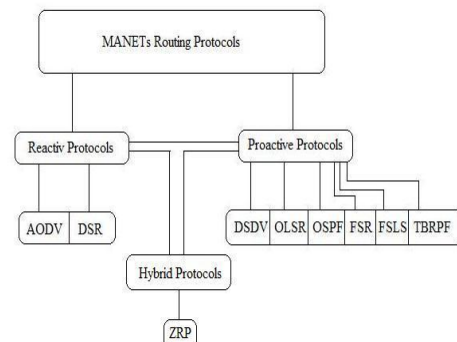 MANETs Routing Protocols
Reactiv Protocols
Proactive Protocols
AODV DSR
DSDV OLSR OSPF FSR FSLS TBRPF
Hybrid Protocols
ZRP